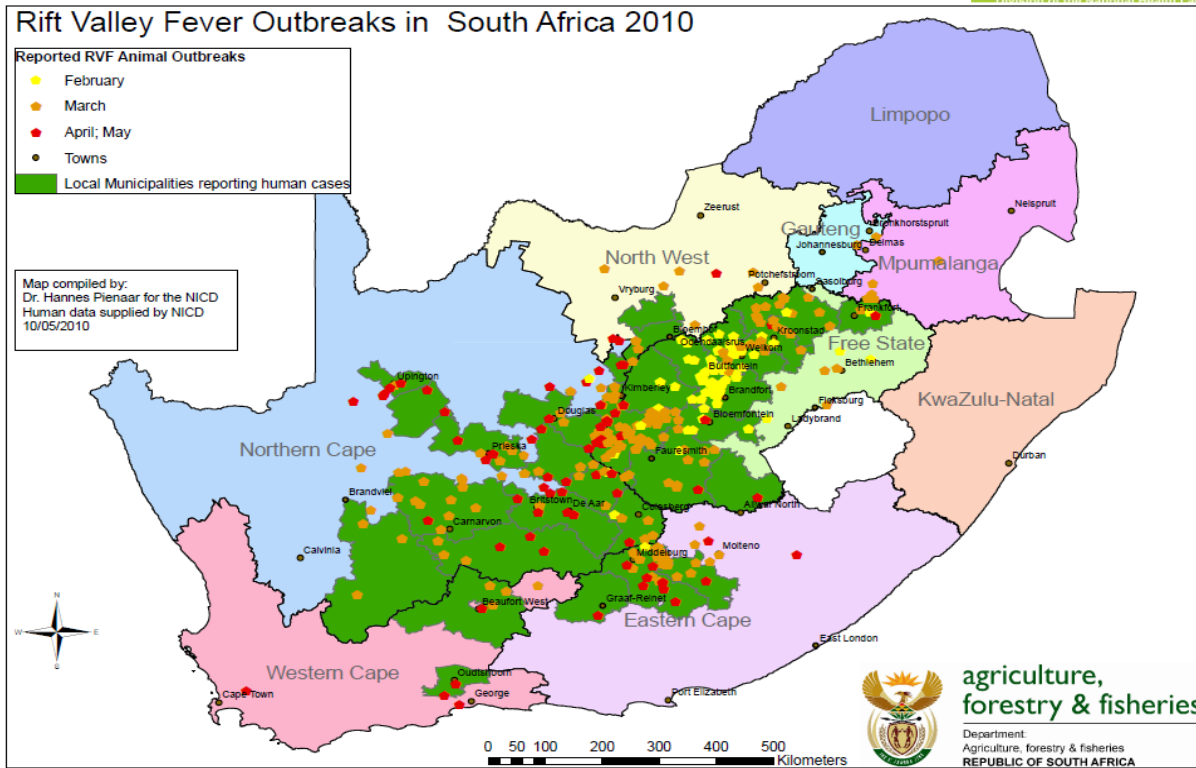 Rift Valley Fever Outbreaks in South Africa 2010
Reported RVF Animal Outbreaks
February
March
April; May
Towns
Local Municipalities reporting human cases
Map compiled by:
Dr. Hannes Pienaar for the NICD
Human data supplied by NICD
10/05/2010
Limpopo
Zeerust
Nelspruit
Gauteng
Johannesburg
Delmas
North West
Mpumalanga
Potchefstroom
Sasolburg
Vryburg
Frankfort
Bloemhof
Kroonstad
Odendaalsrus
Welkom
Free State
Bultfontein
Bethlehem
Upington
Kimberley
Brandfort
KwaZulu-Natal
Ficksburg
Douglas
Bloemfontein
Ladybrand
Northern Cape
Prieska
Fauresmith
Durban
Brandvlei
Britstown
De Aar
Colesberg
Aliwal North
Carnarvon
Calvinia
Middelburg
Molteno
Beaufort West
Graaf-Reinet
Eastern Cape
East London
Western Cape
Oudtshoorn
Cape Town
George
Port Elizabeth
N
W
E
S
0 50 100 200 300 400 500
Kilometers
agriculture,
forestry & fisheries
Department:
Agriculture, forestry & fisheries
REPUBLIC OF SOUTH AFRICA